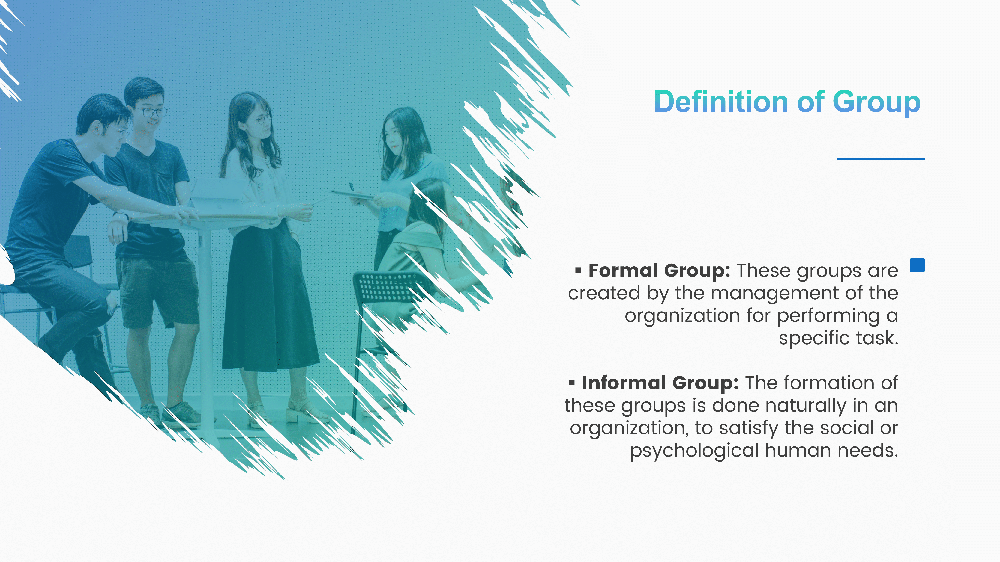 Definition of Group
▪ Formal Group: These groups are
created by the management of the
organization for performing a
specific task.
▪ Informal Group: The formation of
these groups is done naturally in an
organization, to satisfy the social or
psychological human needs.